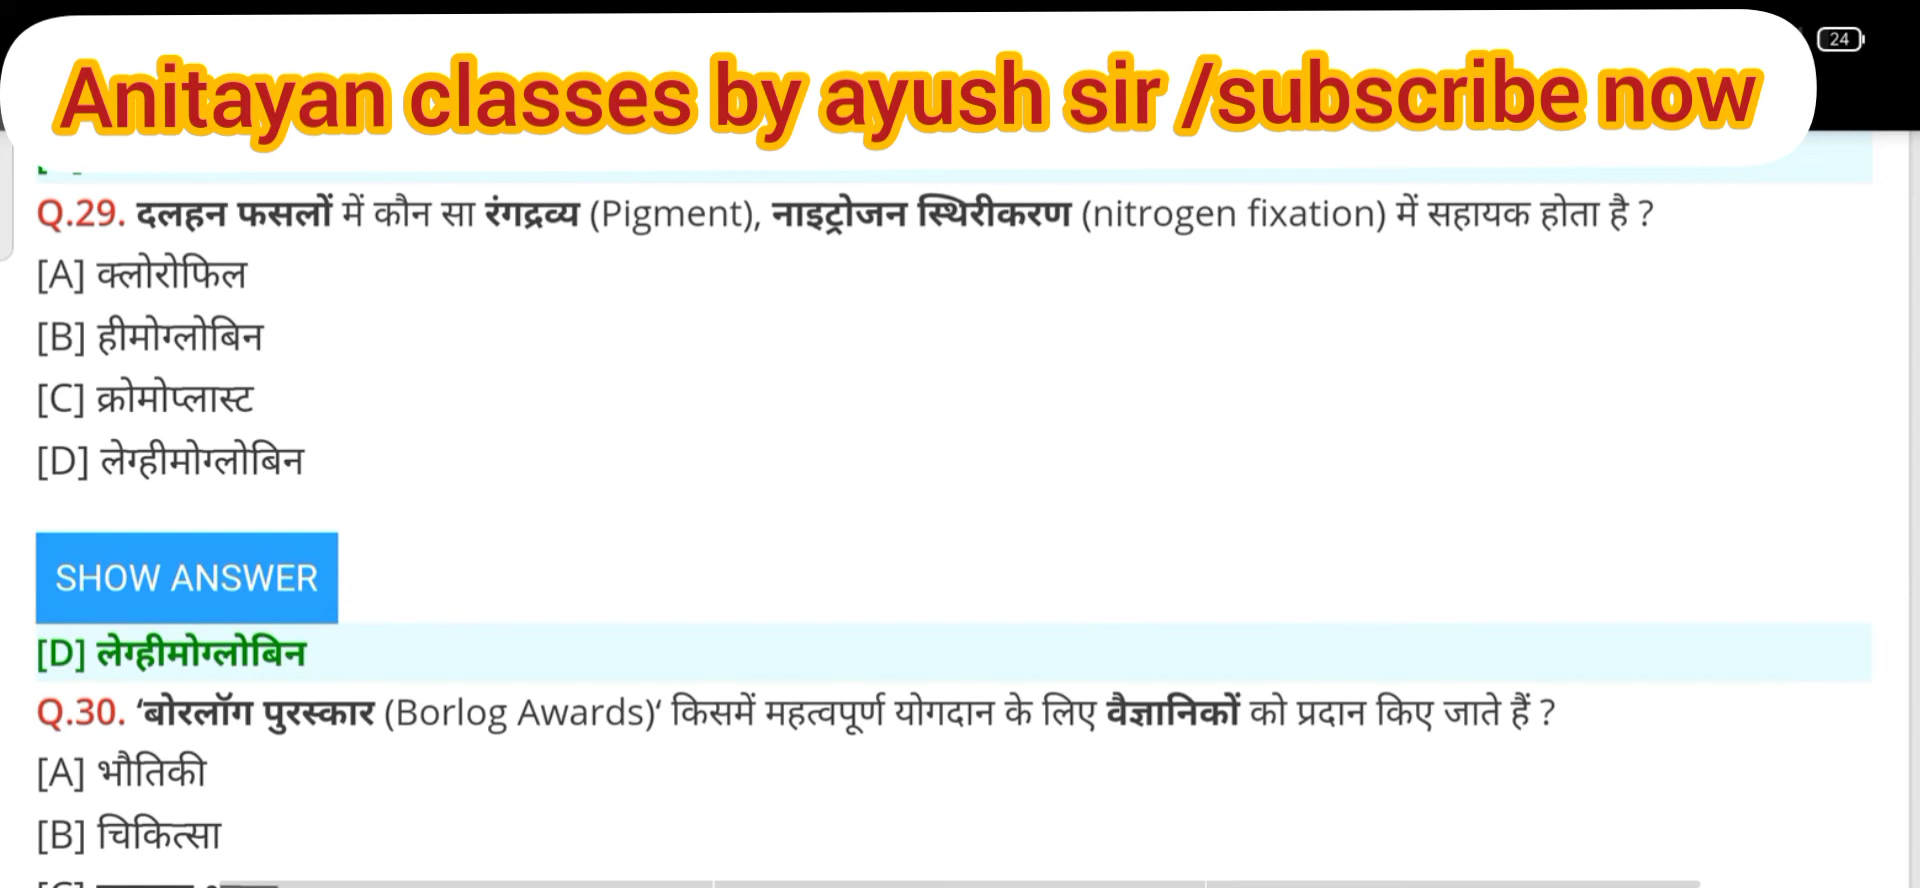 24
Anitayan classes by ayush sir /subscribe now
Q.29. दलहन फसलों में कौन सा रंगद्रव्य (Pigment), नाइट्रोजन स्थिरीकरण (nitrogen fixation) में सहायक होता है ?
[A] क्लोरोफिल
[B] हीमोग्लोबिन
[C] क्रोमोप्लास्ट
[D] लेग्हीमोग्लोबिन
SHOW ANSWER
[D] लेग्हीमोग्लोबिन
Q.30. ‘बोरलॉग पुरस्कार (Borlog Awards)‘ किसमें महत्वपूर्ण योगदान के लिए वैज्ञानिकों को प्रदान किए जाते हैं ?
[A] भौतिकी
[B] चिकित्सा